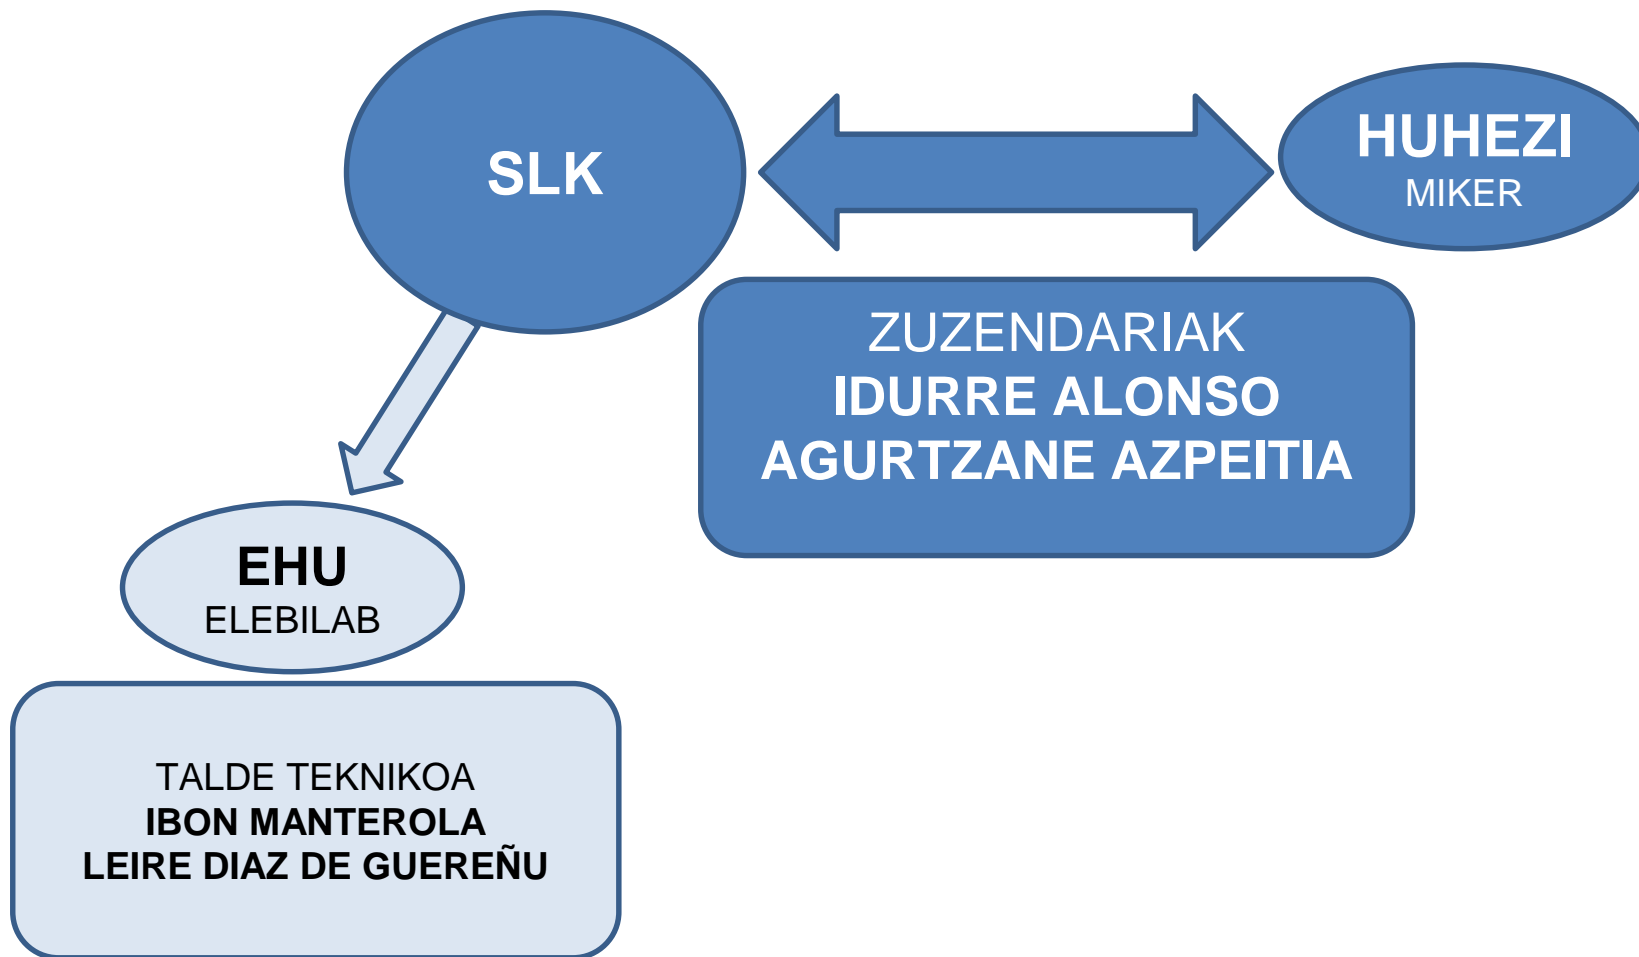 SLK
HUHEZI
MIKER
ZUZENDARIAK
IDURRE ALONSO
AGURTZANE AZPEITIA
EHU
ELEBILAB
TALDE TEKNIKOA
IBON MANTEROLA
LEIRE DIAZ DE GUEREÑU